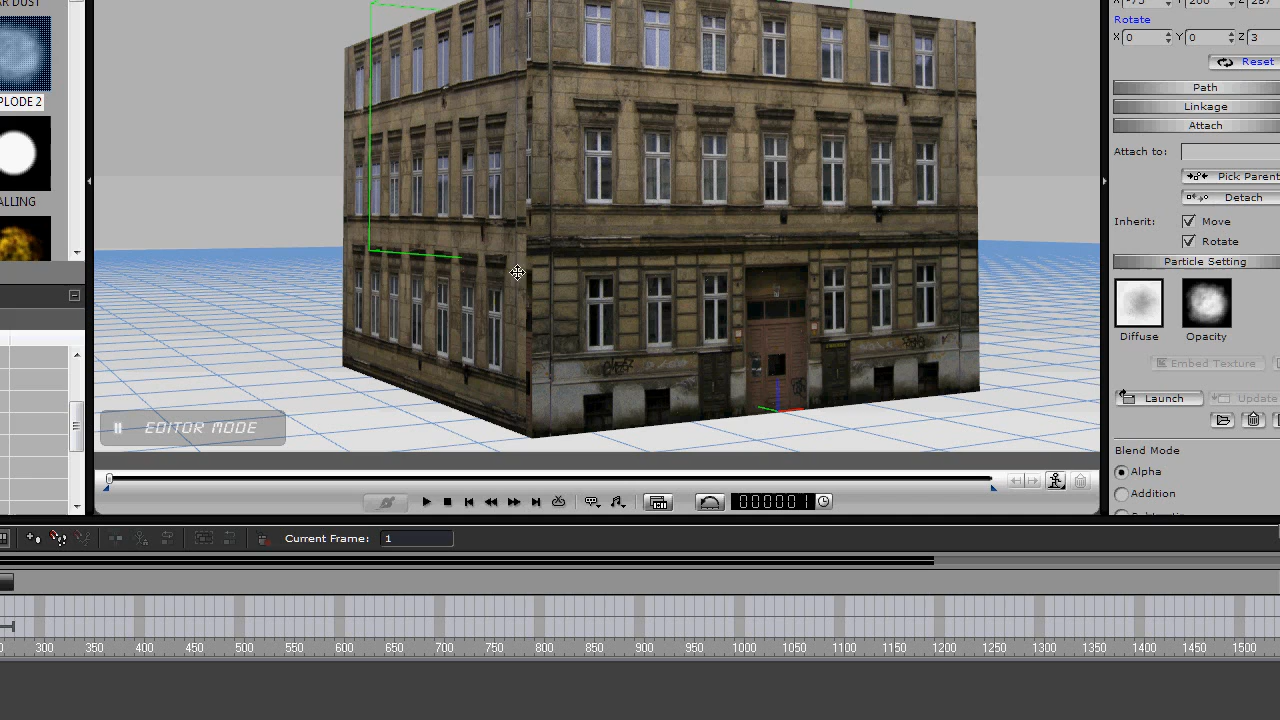 AR DUST
PLODE 2
ALLING
EDITOR MODE
000001
Current Frame: 1
300 350 400 450 500 550 600 650 700 750 800 850 900 950 1000 1050 1100 1150 1200 1250 1300 1350 1400 1450 1500
Rotate
X 0 Y 0 Z 3
Reset
Path
Linkage
Attach
Attach to:
Pick Parent
Detach
Inherit: Move
Rotate
Particle Setting
Diffuse Opacity
Embed Texture
Launch Update
Blend Mode
Alpha
Addition